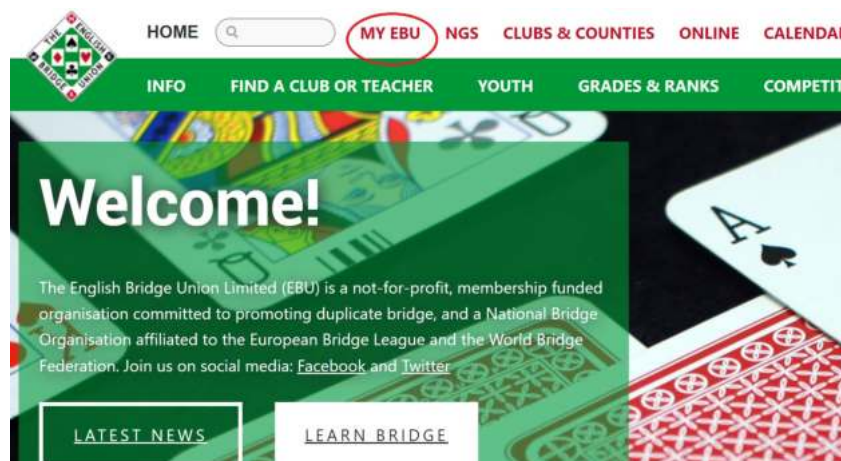 THE ENGLISH BRIDGE UNION
HOME MY EBU NGS CLUBS & COUNTIES ONLINE CALENDAR
INFO FIND A CLUB OR TEACHER YOUTH GRADES & RANKS COMPETIT
Welcome!
A
The English Bridge Union Limited (EBU) is a not-for-profit, membership funded
organisation committed to promoting duplicate bridge, and a National Bridge
Organisation affiliated to the European Bridge League and the World Bridge
Federation. Join us on social media: Facebook and Twitter
LATEST NEWS LEARN BRIDGE